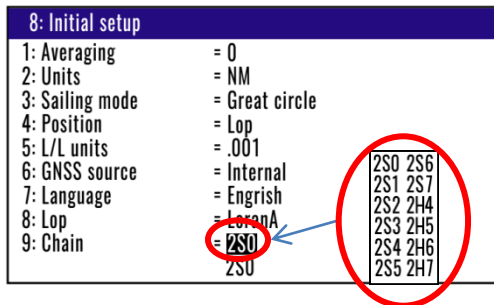 8: Initial setup
1: Averaging = 0
2: Units = NM
3: Sailing mode = Great circle
4: Position = Lop
5: L/L units = .001
6: GNSS source = Internal
7: Language = Engrish
8: Lop = LoranA
9: Chain = 2S0
2S0
2S0 2S6
2S1 2S7
2S2 2H4
2S3 2H5
2S4 2H6
2S5 2H7